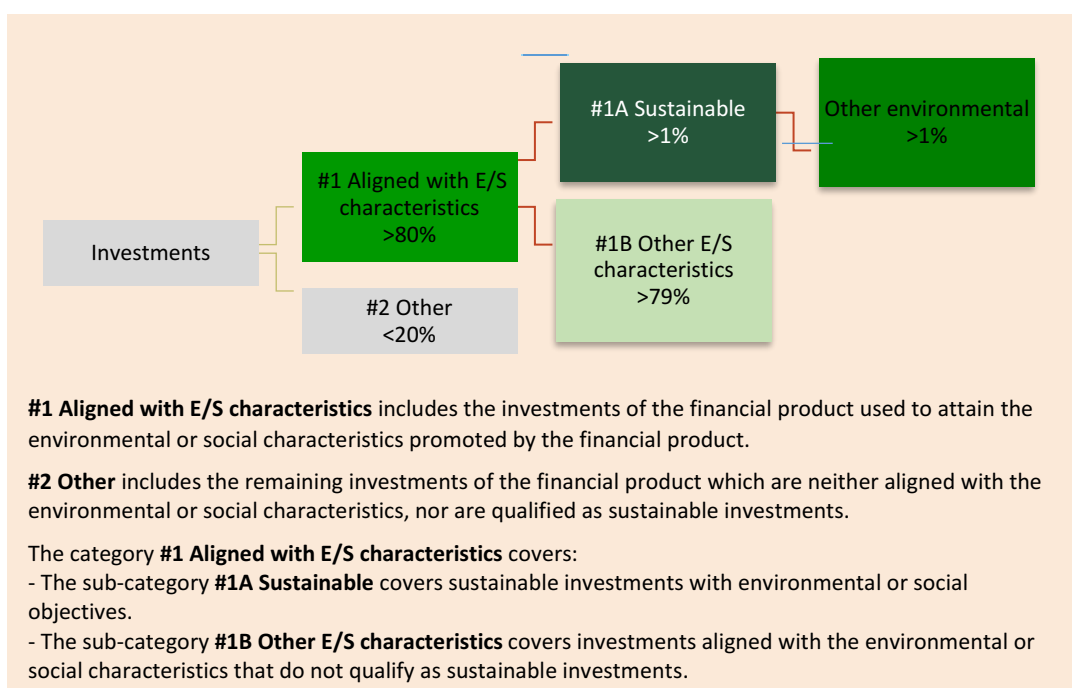 #1A Sustainable
>1%
Other environmental
>1%
#1 Aligned with E/S
characteristics
>80%
Investments
#1B Other E/S
characteristics
>79%
#2 Other
<20%
#1 Aligned with E/S characteristics includes the investments of the financial product used to attain the
environmental or social characteristics promoted by the financial product.
#2 Other includes the remaining investments of the financial product which are neither aligned with the
environmental or social characteristics, nor are qualified as sustainable investments.
The category #1 Aligned with E/S characteristics covers:
- The sub-category #1A Sustainable covers sustainable investments with environmental or social
objectives.
- The sub-category #1B Other E/S characteristics covers investments aligned with the environmental or
social characteristics that do not qualify as sustainable investments.